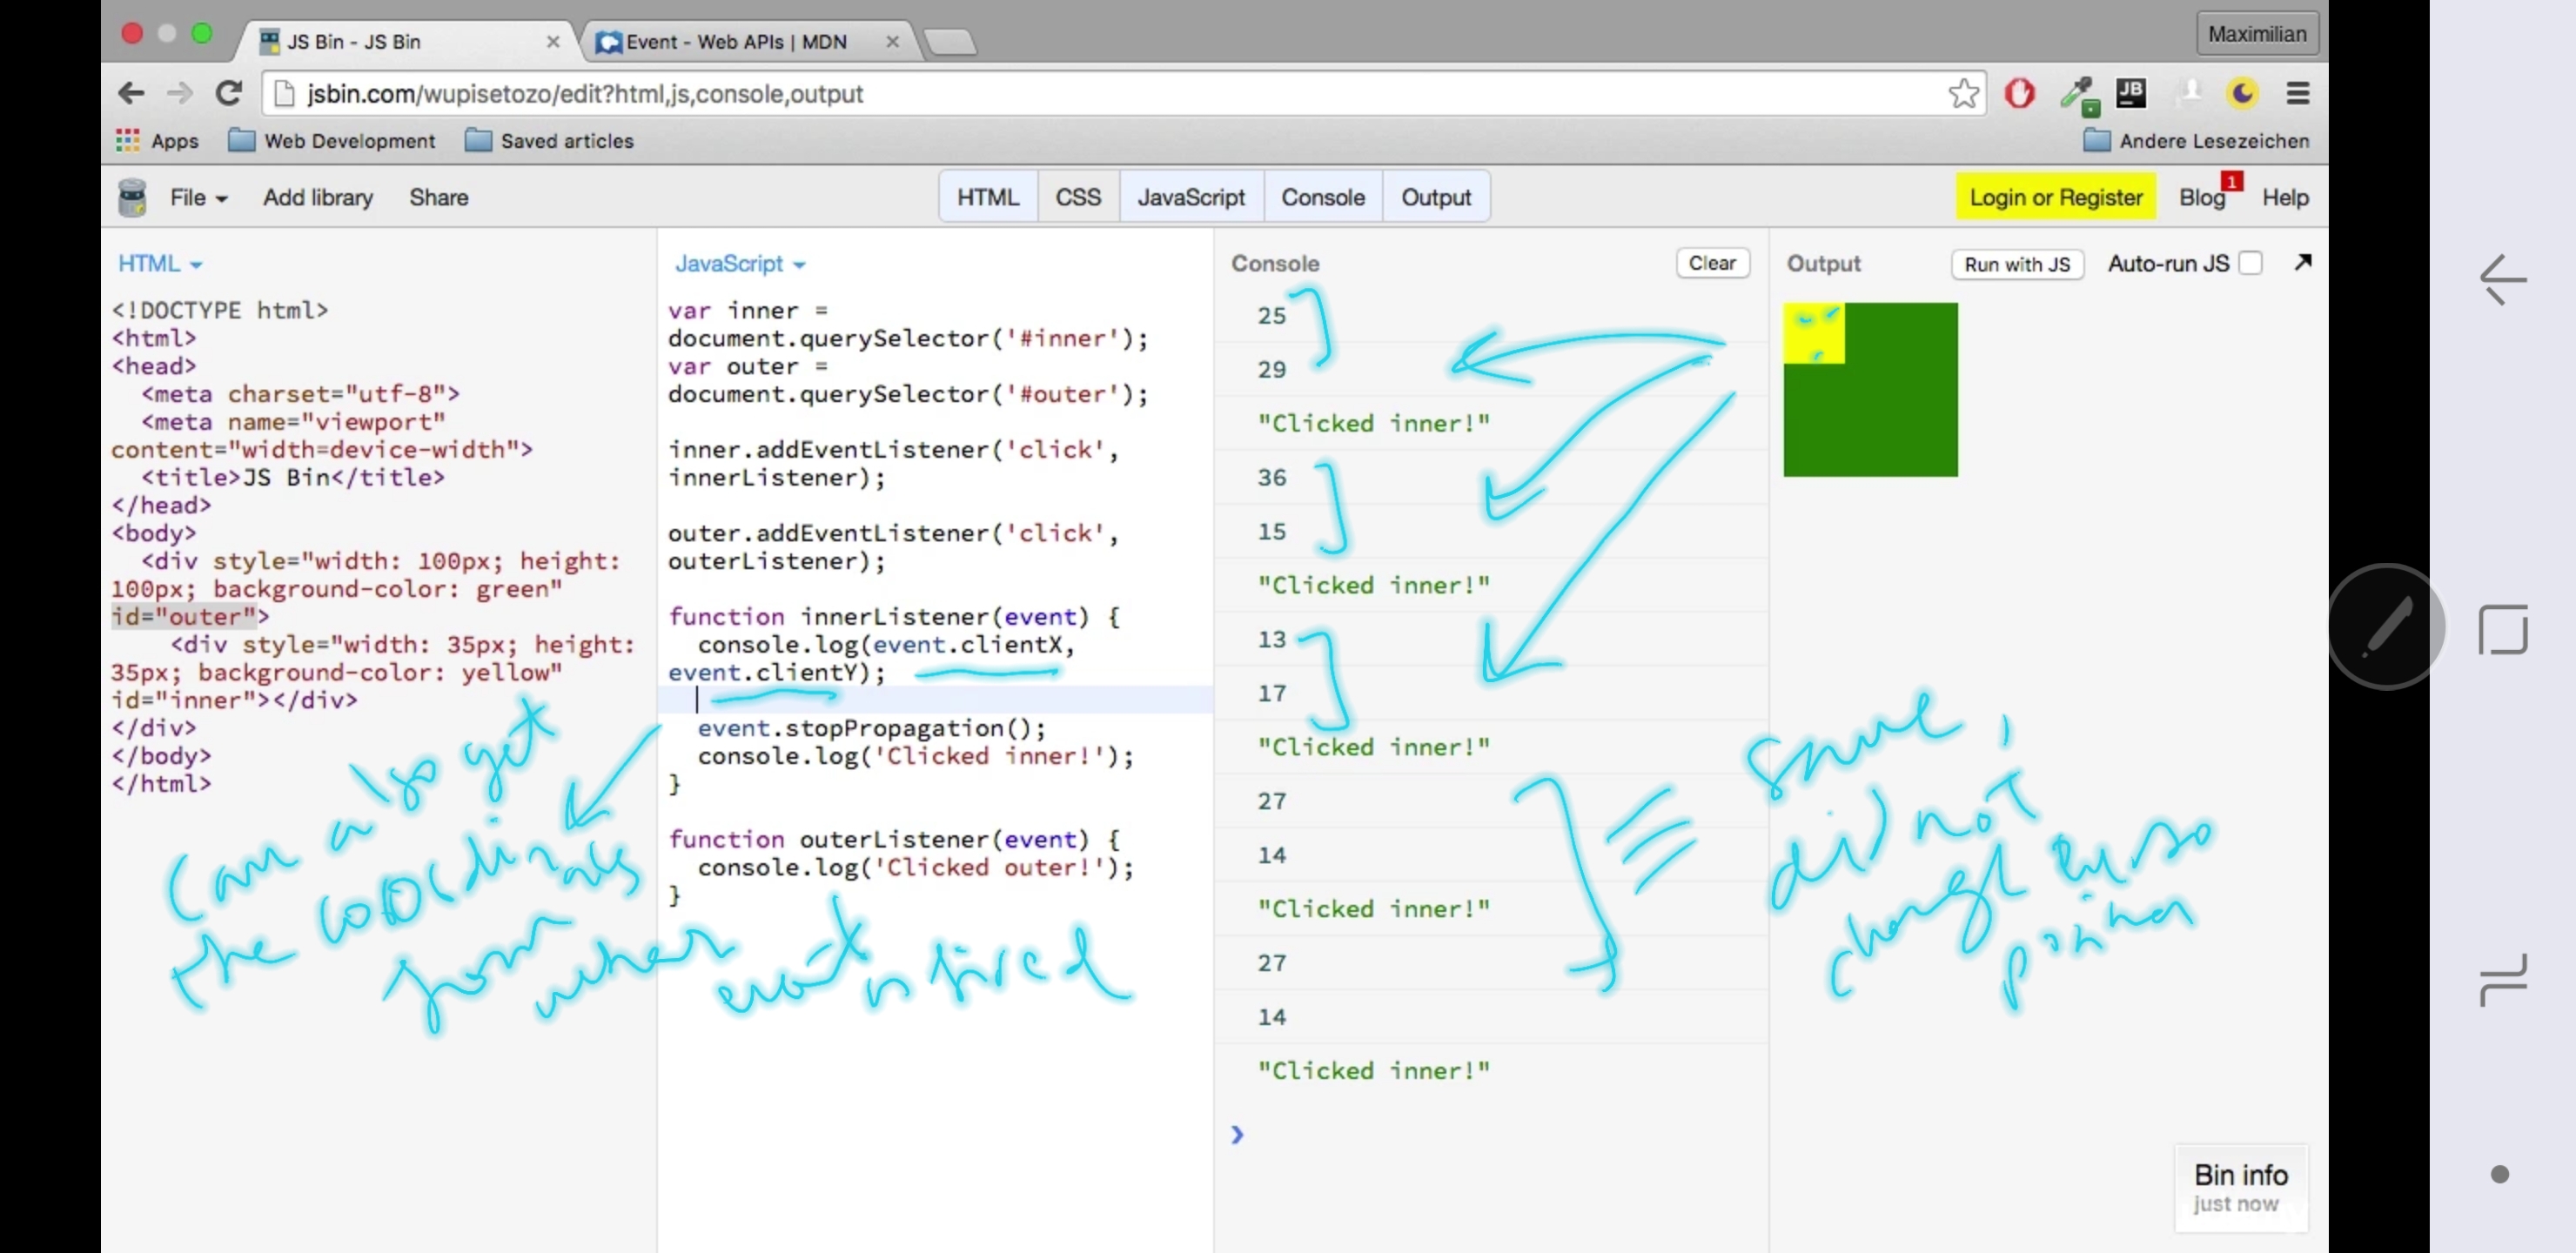 JS Bin - JS Bin
Event - Web APIs | MDN
Maximilian
jsbin.com/wupisetozo/edit?html,js,console,output
JB
Apps
Web Development
Saved articles
Andere Lesezeichen
File
Add library
Share
HTML
CSS
JavaScript
Console
Output
Login or Register
Blog
1
Help
HTML
<!DOCTYPE html>
<html>
<head>
<meta charset="utf-8">
<meta name="viewport"
content="width=device-width">
<title>JS Bin</title>
</head>
<body>
<div style="width: 100px; height:
100px; background-color: green"
id="outer">
<div style="width: 35px; height:
35px; background-color: yellow"
id="inner"></div>
</div>
</body>
</html>
JavaScript
var inner =
document.querySelector('#inner');
var outer =
document.querySelector('#outer');
inner.addEventListener('click',
innerListener);
outer.addEventListener('click',
outerListener);
function innerListener(event) {
console.log(event.clientX,
event.clientY);
event.stopPropagation();
console.log('Clicked inner!');
}
function outerListener(event) {
console.log('Clicked outer!');
}
can also get
the coordinates
from where event is fired
Console
Clear
25
29
"Clicked inner!"
36
15
"Clicked inner!"
13
17
"Clicked inner!"
27
14
"Clicked inner!"
27
14
"Clicked inner!"
Output
Run with JS
Auto-run JS
did not
change
Bin info
just now